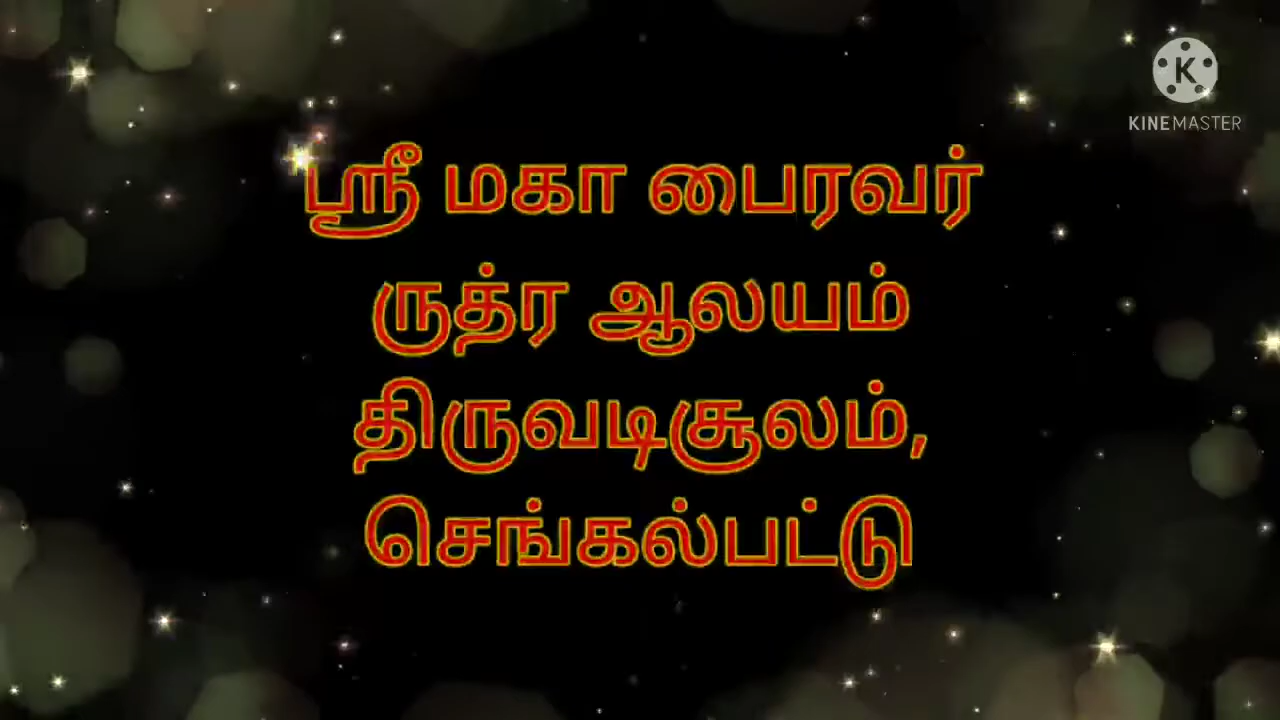 KINEMASTER
ஸ்ரீ மகா பைரவர்
ருத்ர ஆலயம்
திருவடிசூலம்,
செங்கல்பட்டு